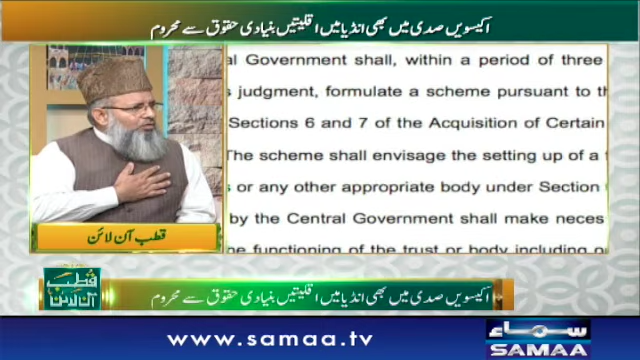 اکیسویں صدی میں بھی انڈیا میں اقلیتیں بنیادی حقوق سے محروم
al Government shall, within a period of three
s judgment, formulate a scheme pursuant to th
Sections 6 and 7 of the Acquisition of Certain
The scheme shall envisage the setting up of a
s or any other appropriate body under Section
by the Central Government shall make neces
he functioning of the trust or body including o
قطب آن لائن
قطب
آن لائن
اکیسویں صدی میں بھی انڈیا میں اقلیتیں بنیادی حقوق سے محروم
www.samaa.tv
سماء
SAMAA